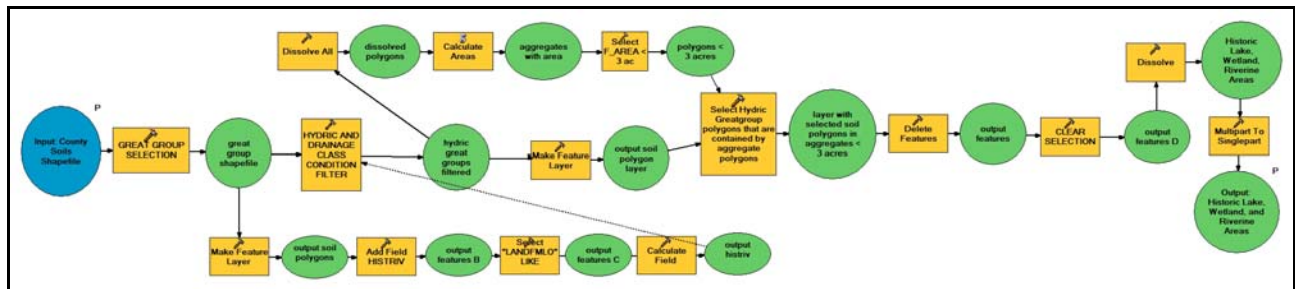 Dissolve All
dissolved
polygons
Calculate
Areas
aggregates
with area
Select
F_AREA <
3 ac
polygons <
3 acres
P
Input: County
Soils
Shapefile
GREAT GROUP
SELECTION
great
group
shapefile
HYDRIC AND
DRAINAGE
CLASS
CONDITION
FILTER
hydric
great
groups
filtered
Make Feature
Layer
output soil
polygon
layer
Select Hydric
Greatgroup
polygons that are
contained by
aggregate
polygons
layer with
selected soil
polygons in
aggregates <
3 acres
Delete
Features
output
features
CLEAR
SELECTION
output
features D
Dissolve
Historic
Lake,
Wetland,
Riverine
Areas
Multipart To
Singlepart
P
Output:
Historic Lake,
Wetland, and
Riverine
Areas
Make Feature
Layer
output soil
polygons
Add Field
HISTRIV
output
features B
Select
"LANDFMLO"
LIKE
output
features C
Calculate
Field
output
histriv